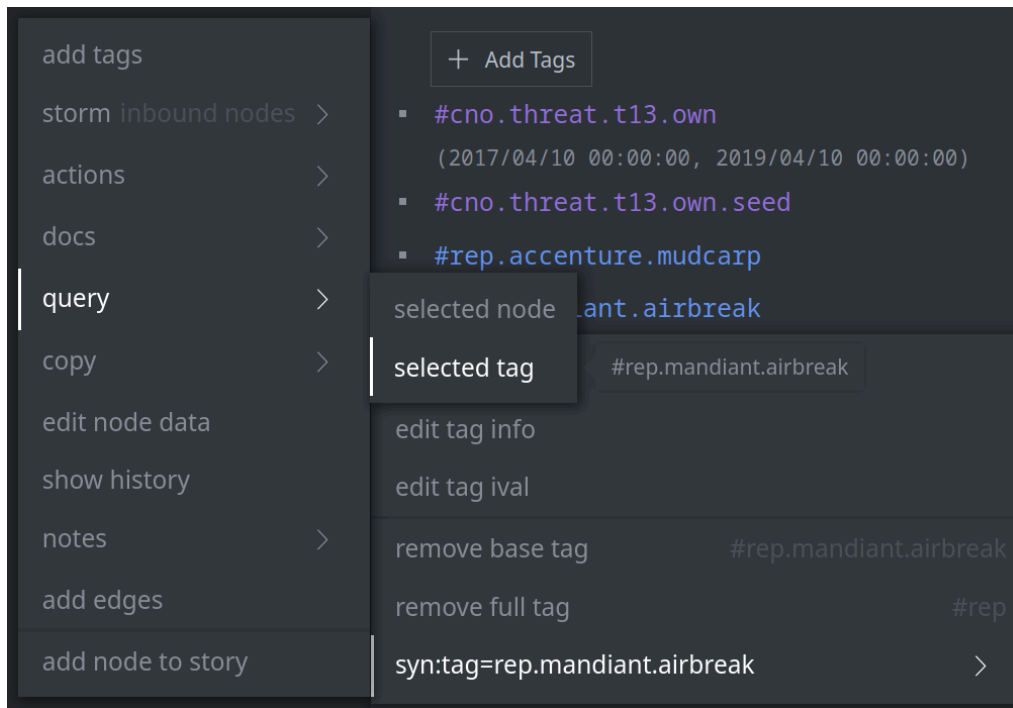 add tags
storm inbound nodes
actions
docs
query
copy
edit node data
show history
notes
add edges
add node to story
+ Add Tags
#cno.threat.t13.own
(2017/04/10 00:00:00, 2019/04/10 00:00:00)
#cno.threat.t13.own.seed
#rep.accenture.mudcarp
iant.airbreak
selected node
selected tag
#rep.mandiant.airbreak
edit tag info
edit tag ival
remove base tag #rep.mandiant.airbreak
remove full tag #rep
syn:tag=rep.mandiant.airbreak